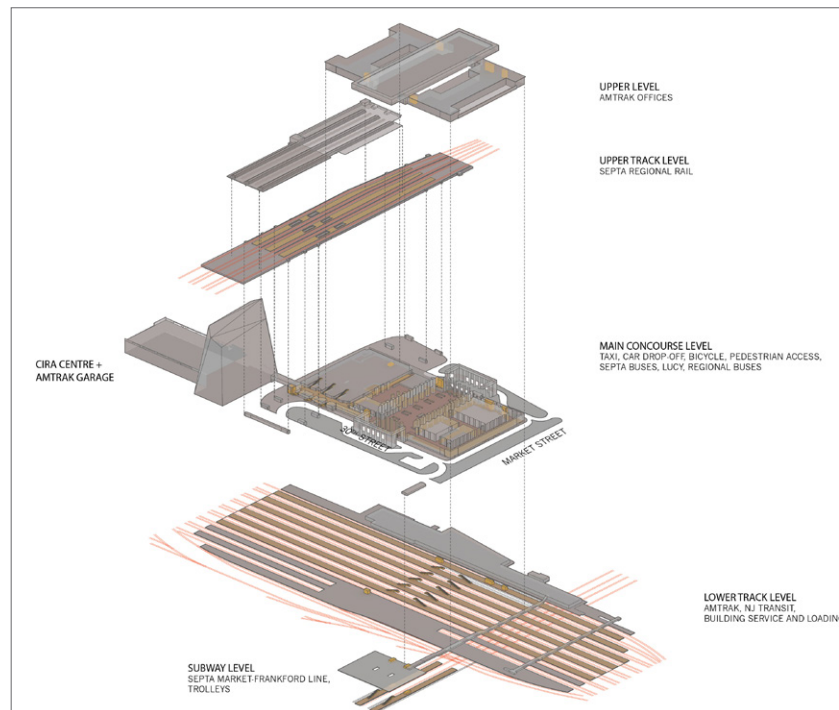 UPPER LEVEL
AMTRAK OFFICES
UPPER TRACK LEVEL
SEPTA REGIONAL RAIL
CIRA CENTRE +
AMTRAK GARAGE
MAIN CONCOURSE LEVEL
TAXI, CAR DROP-OFF, BICYCLE, PEDESTRIAN ACCESS,
SEPTA BUSES, LUCY, REGIONAL BUSES
STREET
MARKET STREET
LOWER TRACK LEVEL
AMTRAK, NJ TRANSIT,
BUILDING SERVICE AND LOADING
SUBWAY LEVEL
SEPTA MARKET-FRANKFORD LINE,
TROLLEYS